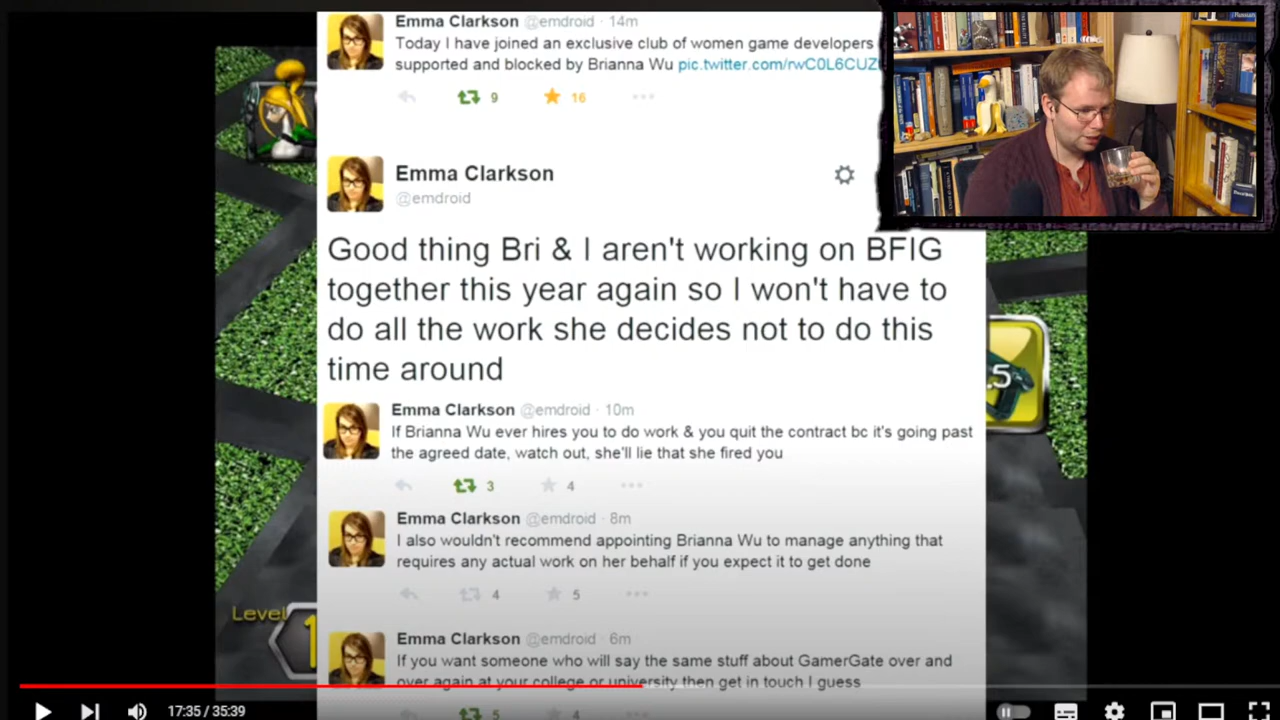 Emma Clarkson @emdroid · 14m
Today I have joined an exclusive club of women game developers
supported and blocked by Brianna Wu pic.twitter.com/rwC0L6CUZ
9 16
Emma Clarkson
@emdroid
Good thing Bri & I aren't working on BFIG
together this year again so I won't have to
do all the work she decides not to do this
time around
.5
Emma Clarkson @emdroid · 10m
If Brianna Wu ever hires you to do work & you quit the contract bc it's going past
the agreed date, watch out, she'll lie that she fired you
3 4
Emma Clarkson @emdroid · 8m
I also wouldn't recommend appointing Brianna Wu to manage anything that
requires any actual work on her behalf if you expect it to get done
4 5
Level
1
Emma Clarkson @emdroid · 6m
If you want someone who will say the same stuff about GamerGate over and
over again at your college or university then get in touch I guess
5 4
17:35 / 35:39